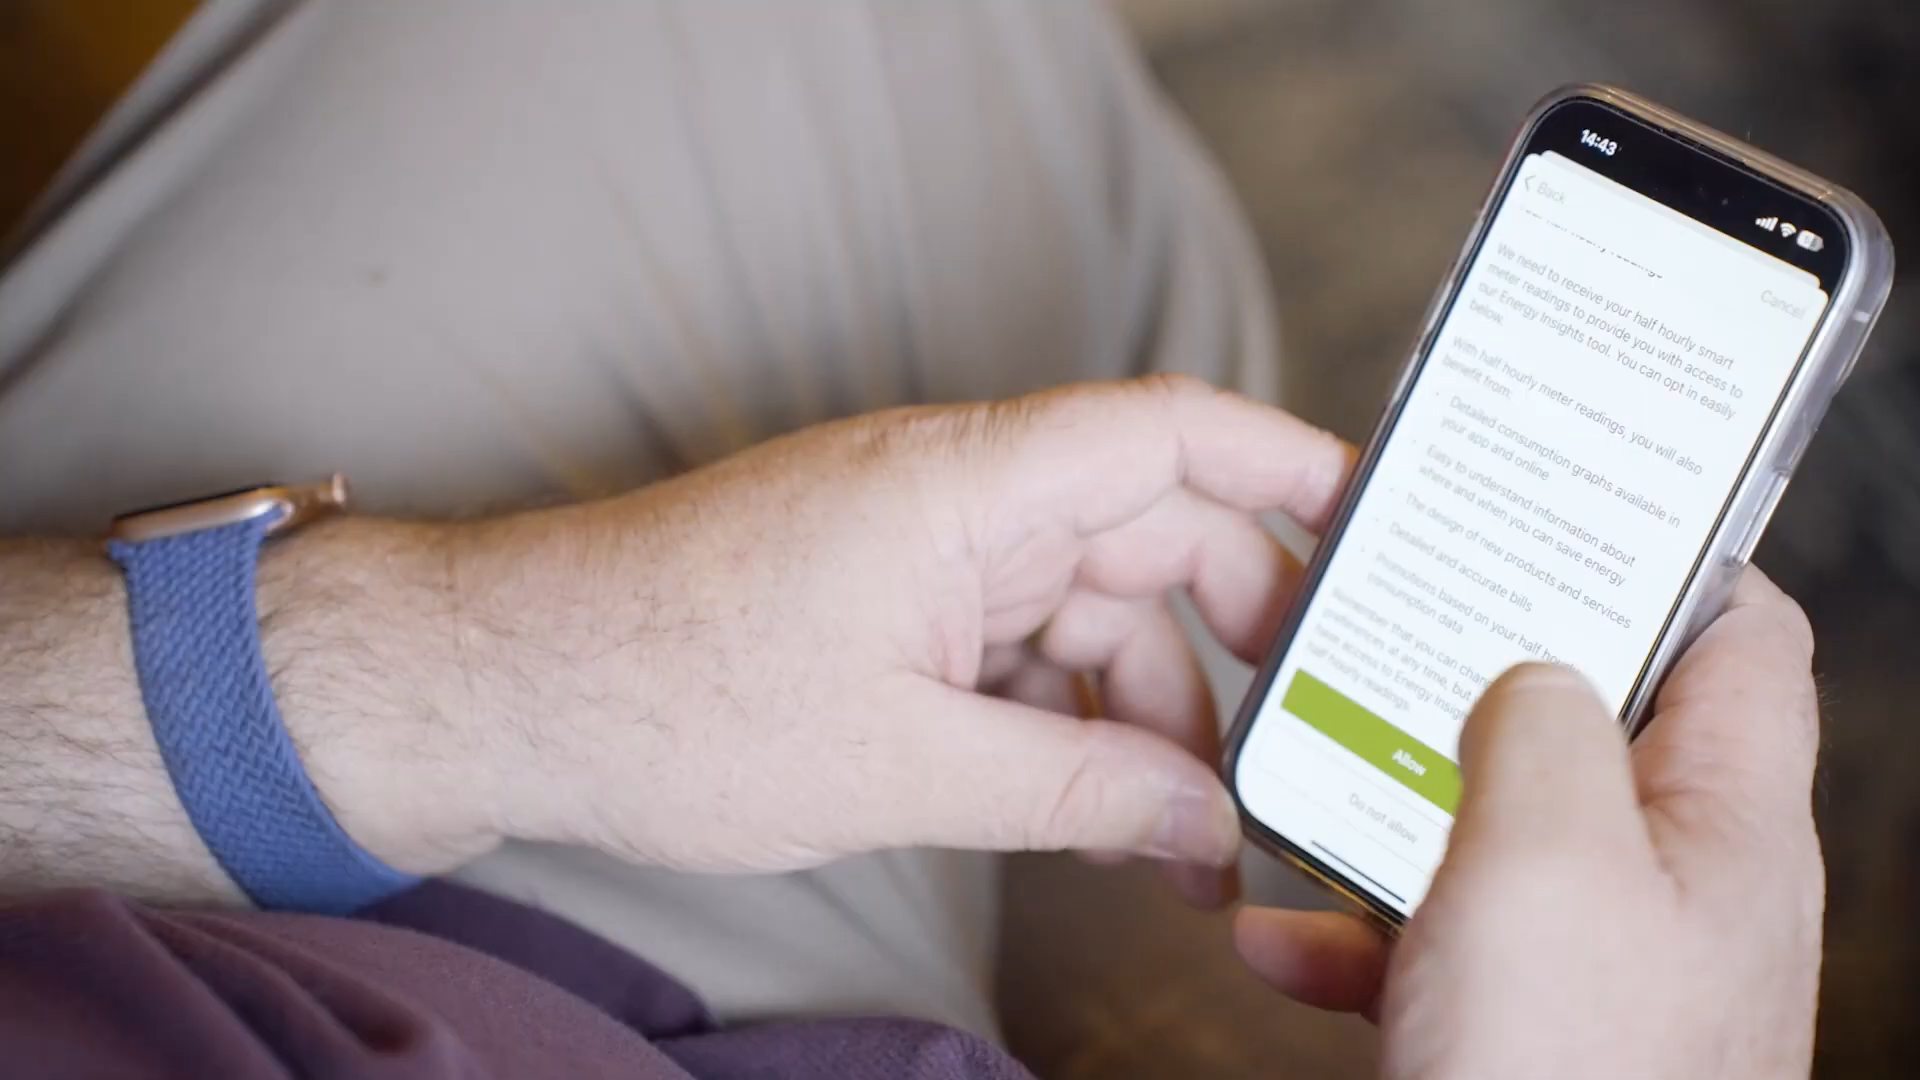 14:43
Back
Cancel
We need to receive your half hourly smart
meter readings to provide you with access to
our Energy Insights tool. You can opt in easily
below.
With half hourly meter readings, you will also
benefit from:
Detailed consumption graphs available in
your app and online
Easy to understand information about
where and when you can save energy
The design of new products and services
Detailed and accurate bills
Promotions based on your half
consumption data
Remember that you can
preferences at any time, but
have access to Energy
half hourly readings.
Allow
Do not allow